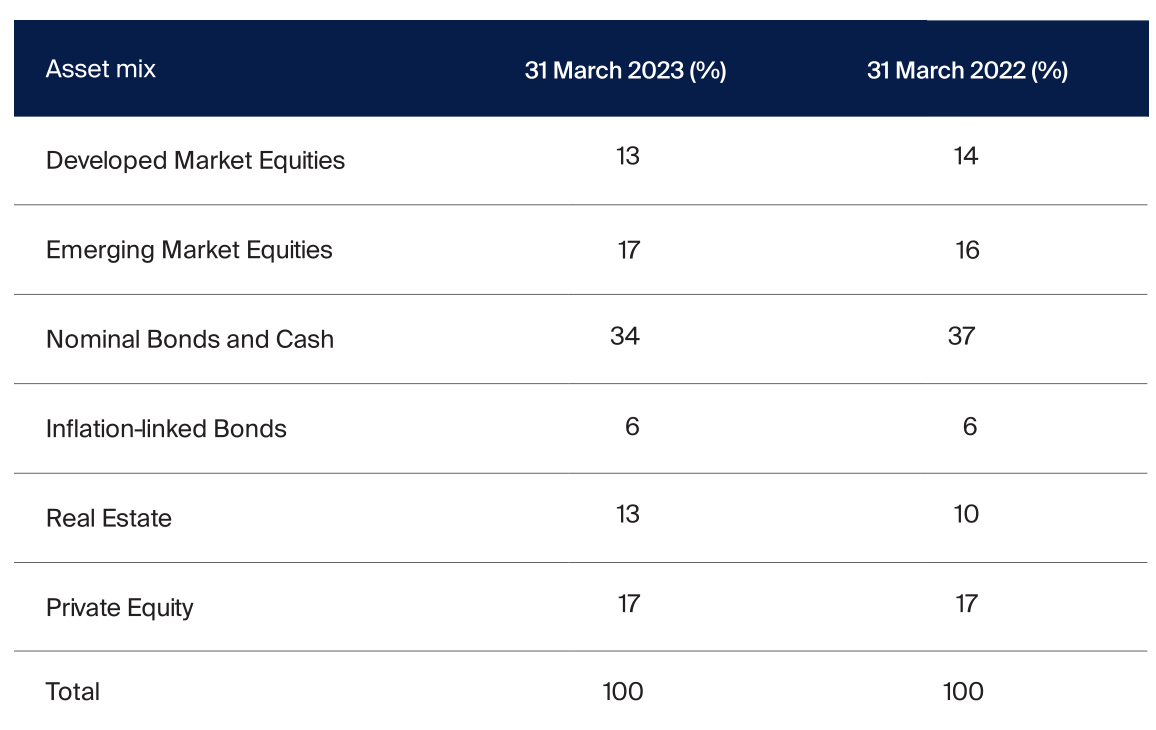 Asset mix 31 March 2023 (%) 31 March 2022 (%)
Developed Market Equities 13 14
Emerging Market Equities 17 16
Nominal Bonds and Cash 34 37
Inflation-linked Bonds 6 6
Real Estate 13 10
Private Equity 17 17
Total 100 100